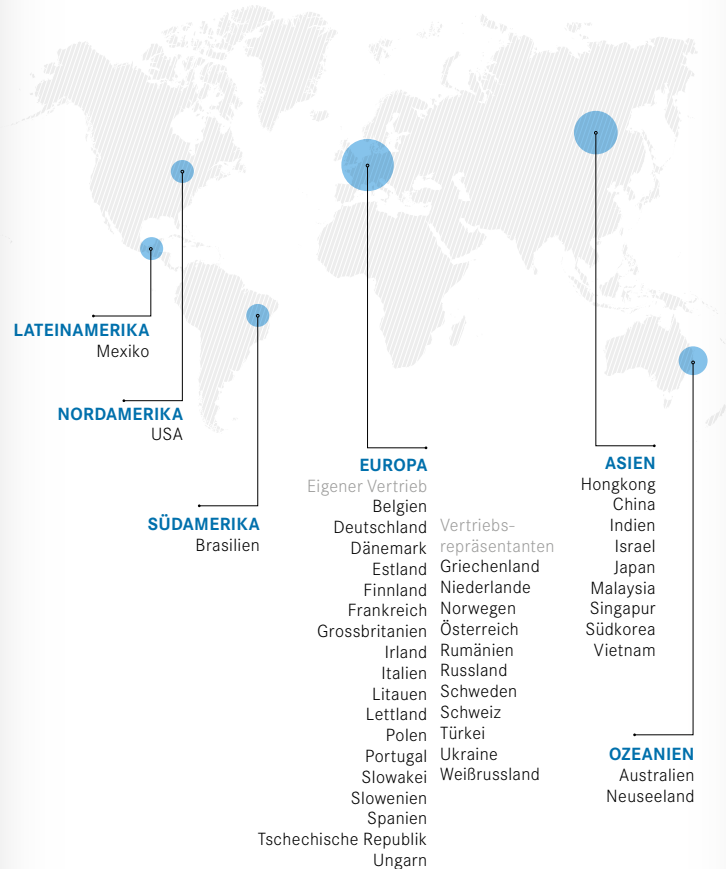 LATEINAMERIKA
Mexiko
NORDAMERIKA
USA
SÜDAMERIKA
Brasilien
EUROPA
Eigener Vertrieb
Belgien
Deutschland
Dänemark
Estland
Finnland
Frankreich
Grossbritanien
Irland
Italien
Litauen
Lettland
Polen
Portugal
Slowakei
Slowenien
Spanien
Tschechische Republik
Ungarn
Vertriebs-
repräsentanten
Griechenland
Niederlande
Norwegen
Österreich
Rumänien
Russland
Schweden
Schweiz
Türkei
Ukraine
Weißrussland
ASIEN
Hongkong
China
Indien
Israel
Japan
Malaysia
Singapur
Südkorea
Vietnam
OZEANIEN
Australien
Neuseeland